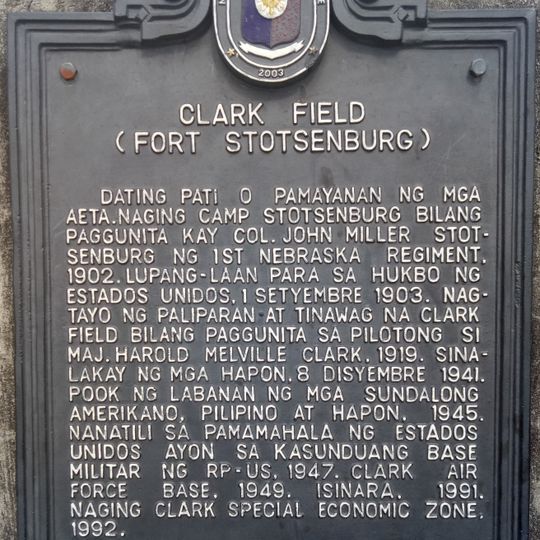 2003
CLARK FIELD
(FORT STOTSENBURG)
DATING PATI O PAMAYANAN NG MGA
AETA.NAGING CAMP STOTSENBURG BILANG
PAGGUNITA KAY COL. JOHN MILLER STOT-
SENBURG NG 1ST NEBRASKA REGIMENT,
1902. LUPANG-LAAN PARA SA HUKBO NG
ESTADOS UNIDOS, 1 SETYEMBRE 1903. NAG-
TAYO NG PALIPARAN AT TINAWAG NA CLARK
FIELD BILANG PAGGUNITA SA PILOTONG SI
MAJ. HAROLD MELVILLE CLARK, 1919. SINA-
LAKAY NG MGA HAPON, 8 DISYEMBRE 1941.
POOK NG LABANAN NG MGA SUNDALONG
AMERIKANO, PILIPINO AT HAPON, 1945.
NANATILI SA PAMAMAHALA NG ESTADOS
UNIDOS AYON SA KASUNDUANG BASE
MILITAR NG RP-US, 1947. CLARK AIR
FORCE BASE, 1949. ISINARA, 1991.
NAGING CLARK SPECIAL ECONOMIC ZONE,
1992.